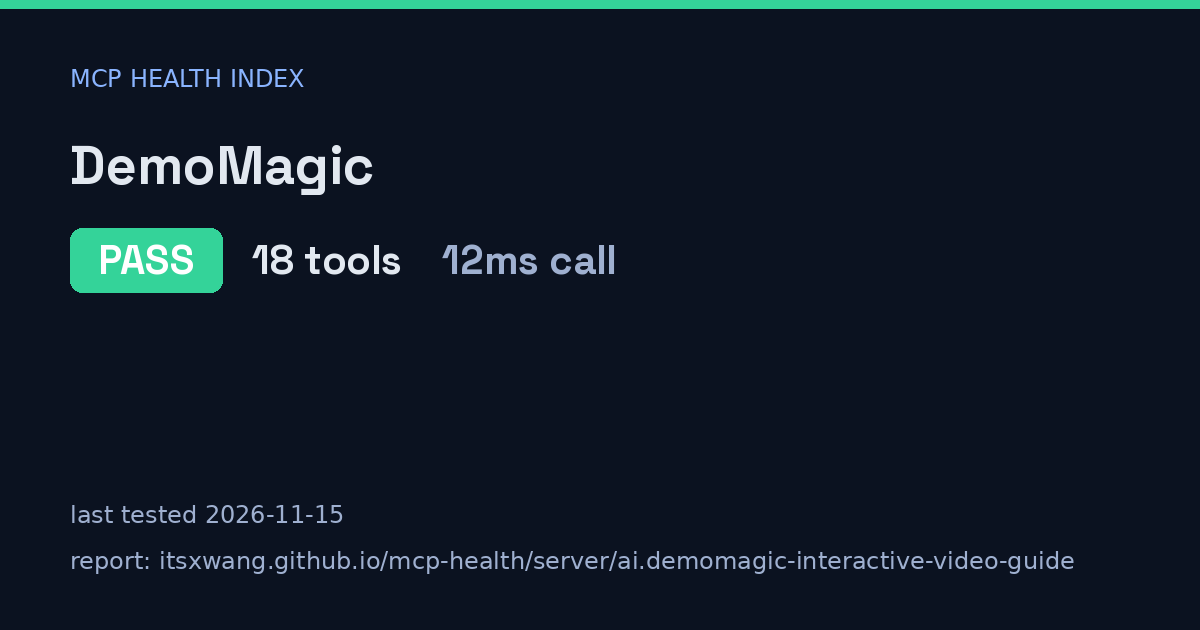 MCP HEALTH INDEX
DemoMagic
PASS 18 tools 12ms call
last tested 2026-11-15
report: itsxwang.github.io/mcp-health/server/ai.demomagic-interactive-video-guide